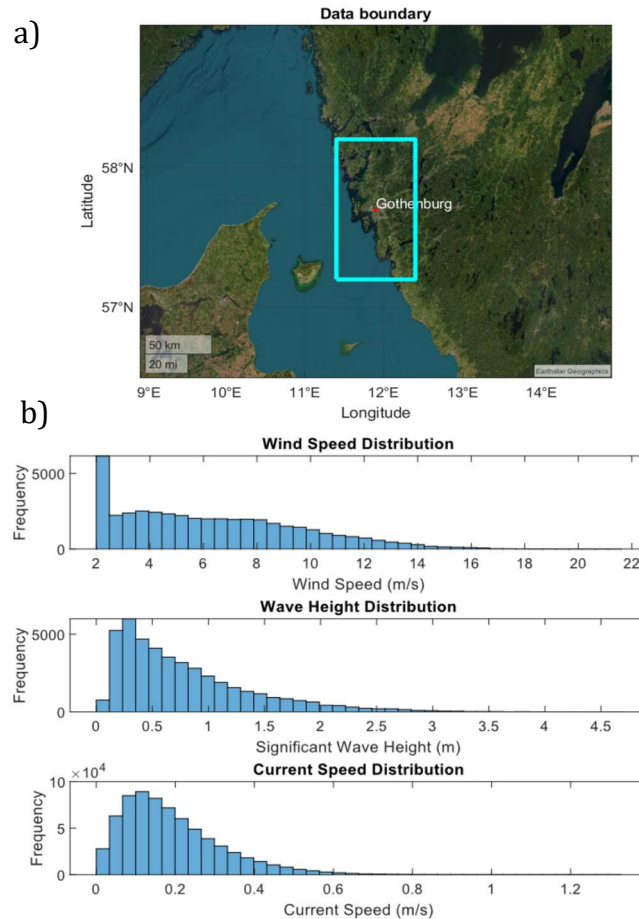 a)
Data boundary
58°N
Gothenburg
57°N
Latitude
50 km
20 mi
Earthstar Geographics
9°E 10°E 11°E 12°E 13°E 14°E
Longitude
b)
Wind Speed Distribution
Frequency
5000
0
2 4 6 8 10 12 14 16 18 20 22
Wind Speed (m/s)
Wave Height Distribution
Frequency
5000
0
0 0.5 1 1.5 2 2.5 3 3.5 4 4.5
Significant Wave Height (m)
Current Speed Distribution
×10⁴
Frequency
10
5
0
0 0.2 0.4 0.6 0.8 1 1.2
Current Speed (m/s)